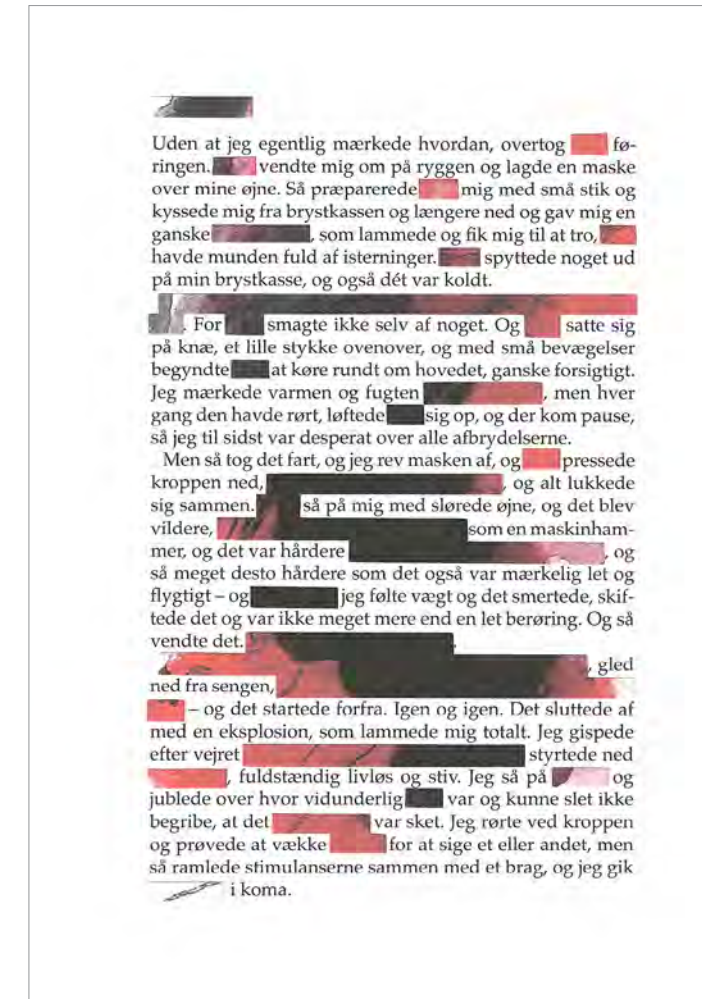 Uden at jeg egentlig mærkede hvordan, overtog fø-
ringen. vendte mig om på ryggen og lagde en maske
over mine øjne. Så præparerede mig med små stik og
kyssede mig fra brystkassen og længere ned og gav mig en
ganske , som lammede og fik mig til at tro,
havde munden fuld af isterninger. spyttede noget ud
på min brystkasse, og også dét var koldt.
. For smagte ikke selv af noget. Og satte sig
på knæ, et lille stykke ovenover, og med små bevægelser
begyndte at køre rundt om hovedet, ganske forsigtigt.
Jeg mærkede varmen og fugten , men hver
gang den havde rørt, løftede sig op, og der kom pause,
så jeg til sidst var desperat over alle afbrydelserne.
Men så tog det fart, og jeg rev masken af, og pressede
kroppen ned, , og alt lukkede
sig sammen. så på mig med slørede øjne, og det blev
vildere, som en maskinham-
mer, og det var hårdere , og
så meget desto hårdere som det også var mærkelig let og
flygtigt – og jeg følte vægt og det smertede, skif-
tede det og var ikke meget mere end en let berøring. Og så
vendte det. .
, gled
ned fra sengen,
– og det startede forfra. Igen og igen. Det sluttede af
med en eksplosion, som lammede mig totalt. Jeg gispede
efter vejret styrtede ned
, fuldstændig livløs og stiv. Jeg så på og
jublede over hvor vidunderlig var og kunne slet ikke
begribe, at det var sket. Jeg rørte ved kroppen
og prøvede at vække for at sige et eller andet, men
så ramlede stimulanserne sammen med et brag, og jeg gik
i koma.